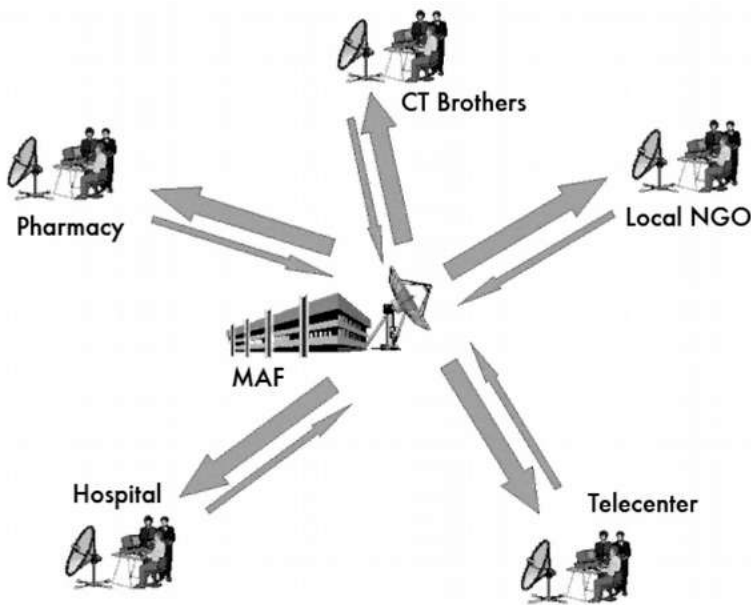 CT Brothers
Pharmacy
Local NGO
MAF
Hospital
Telecenter